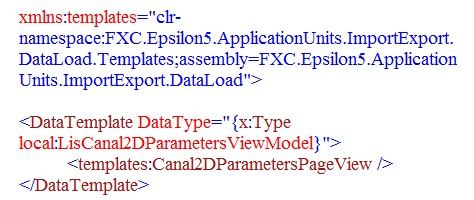 xmlns:templates="clr-
namespace:FXC.Epsilon5.ApplicationUnits.ImportExport.
DataLoad.Templates;assembly=FXC.Epsilon5.Application
Units.ImportExport.DataLoad">
<DataTemplate DataType="{x:Type
local:LisCanal2DParametersViewModel}">
<templates:Canal2DParametersPageView />
</DataTemplate>